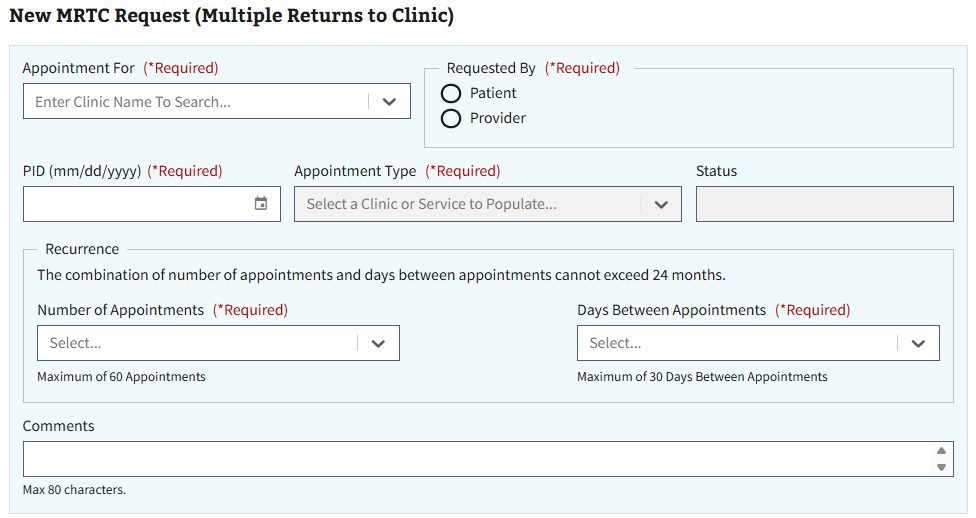 New MRTC Request (Multiple Returns to Clinic)
Appointment For (*Required)
Enter Clinic Name To Search...
Requested By (*Required)
Patient
Provider
PID (mm/dd/yyyy) (*Required)
Appointment Type (*Required)
Select a Clinic or Service to Populate...
Status
Recurrence
The combination of number of appointments and days between appointments cannot exceed 24 months.
Number of Appointments (*Required)
Select...
Maximum of 60 Appointments
Days Between Appointments (*Required)
Select...
Maximum of 30 Days Between Appointments
Comments
Max 80 characters.